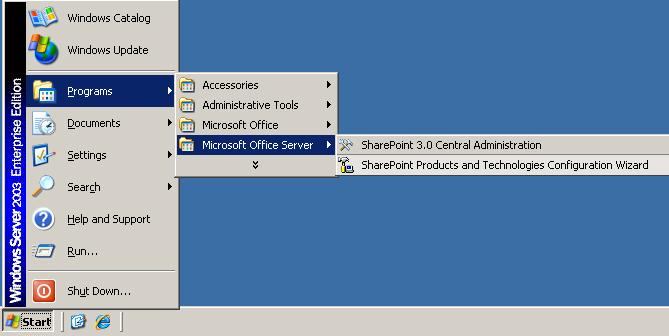 Windows Catalog
Windows Update
Programs
Documents
Settings
Search
Help and Support
Run...
Shut Down...
Windows Server 2003 Enterprise Edition
Accessories
Administrative Tools
Microsoft Office
Microsoft Office Server
SharePoint 3.0 Central Administration
SharePoint Products and Technologies Configuration Wizard
Start